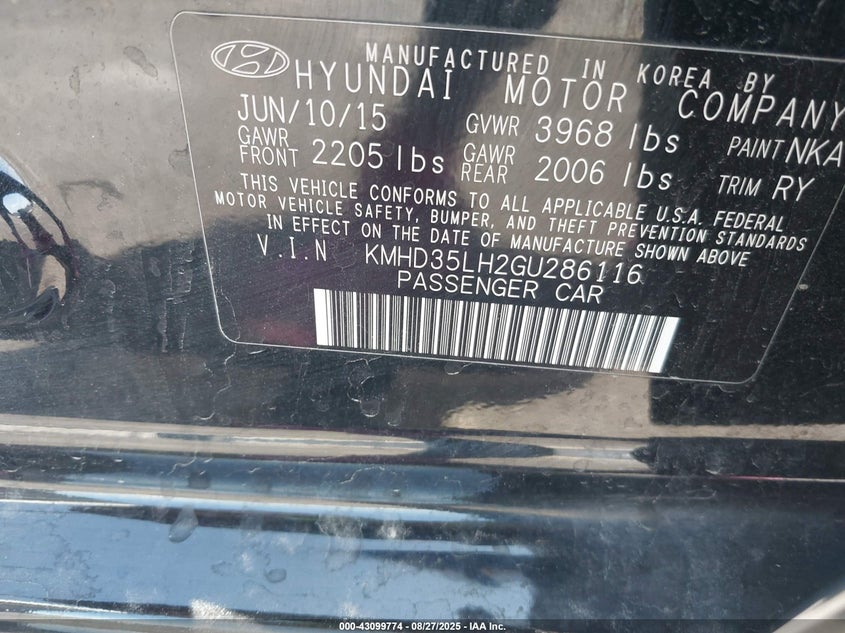 MANUFACTURED IN KOREA BY
HYUNDAI MOTOR COMPANY
JUN/10/15 GVWR 3968 lbs PAINT NKA
GAWR FRONT 2205 lbs GAWR REAR 2006 lbs TRIM RY
THIS VEHICLE CONFORMS TO ALL APPLICABLE U.S.A. FEDERAL
MOTOR VEHICLE SAFETY, BUMPER, AND THEFT PREVENTION STANDARDS
IN EFFECT ON THE DATE OF MANUFACTURE SHOWN ABOVE
V.I.N KMHD35LH2GU286116
PASSENGER CAR
000-43099774 - 08/27/2025 - IAA Inc.